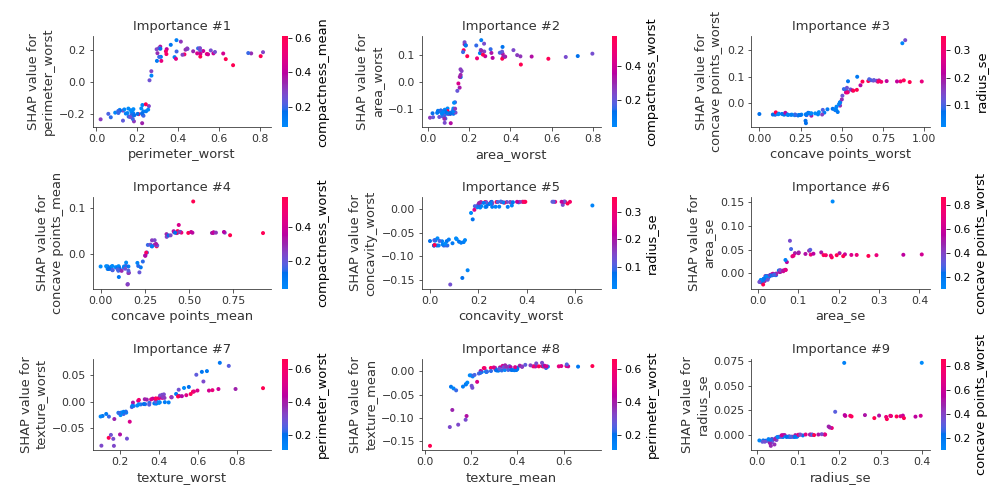 Importance #1
SHAP value for
perimeter_worst
0.2
0.0
−0.2
0.0
0.2
0.4
0.6
0.8
perimeter_worst
0.6
0.4
0.2
compactness_mean
Importance #2
SHAP value for
area_worst
0.1
0.0
−0.1
0.0
0.2
0.4
0.6
0.8
area_worst
0.4
0.2
compactness_worst
Importance #3
SHAP value for
concave points_worst
0.2
0.1
0.0
0.00
0.25
0.50
0.75
1.00
concave points_worst
0.3
0.2
0.1
radius_se
Importance #4
SHAP value for
concave points_mean
0.1
0.0
0.00
0.25
0.50
0.75
concave points_mean
0.4
0.2
compactness_worst
Importance #5
SHAP value for
concavity_worst
0.00
−0.05
−0.10
−0.15
0.0
0.2
0.4
0.6
concavity_worst
0.3
0.2
0.1
radius_se
Importance #6
SHAP value for
area_se
0.15
0.10
0.05
0.00
0.0
0.1
0.2
0.3
0.4
area_se
0.8
0.6
0.4
0.2
concave points_worst
Importance #7
SHAP value for
texture_worst
0.05
0.00
−0.05
0.2
0.4
0.6
0.8
texture_worst
0.6
0.4
0.2
perimeter_worst
Importance #8
SHAP value for
texture_mean
0.00
−0.05
−0.10
−0.15
0.0
0.2
0.4
0.6
texture_mean
0.6
0.4
0.2
perimeter_worst
Importance #9
SHAP value for
radius_se
0.075
0.050
0.025
0.000
0.0
0.1
0.2
0.3
0.4
radius_se
0.8
0.6
0.4
0.2
concave points_worst